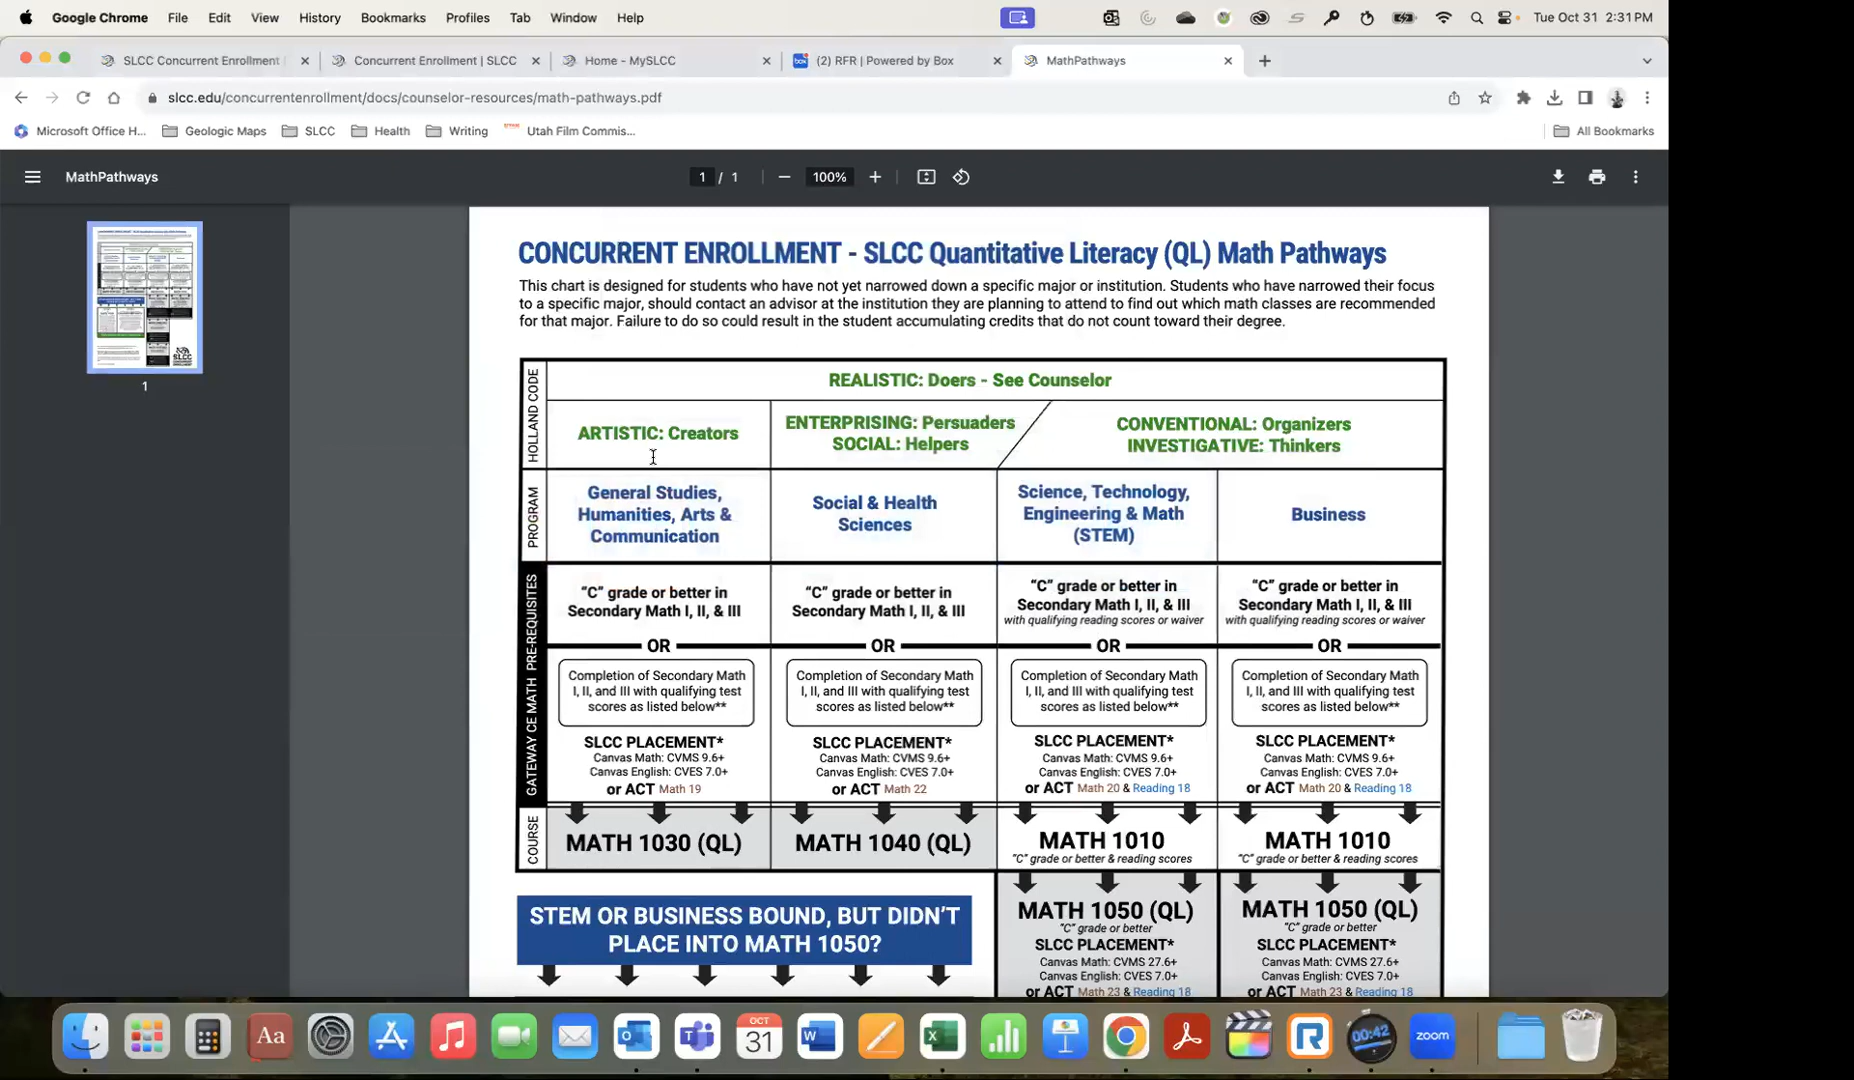 Google Chrome File Edit View History Bookmarks Profiles Tab Window Help
Tue Oct 31 2:31 PM
SLCC Concurrent Enrollment
Concurrent Enrollment | SLCC
Home - MySLCC
box
(2) RFR | Powered by Box
MathPathways
slcc.edu/concurrentenrollment/docs/counselor-resources/math-pathways.pdf
Microsoft Office H...
Geologic Maps
SLCC
Health
Writing
Utah Film Commis...
All Bookmarks
MathPathways
1 / 1
100%
1
CONCURRENT ENROLLMENT - SLCC Quantitative Literacy (QL) Math Pathways
This chart is designed for students who have not yet narrowed down a specific major or institution. Students who have narrowed their focus
to a specific major, should contact an advisor at the institution they are planning to attend to find out which math classes are recommended
for that major. Failure to do so could result in the student accumulating credits that do not count toward their degree.
HOLLAND CODE
REALISTIC: Doers - See Counselor
ARTISTIC: Creators
ENTERPRISING: Persuaders
SOCIAL: Helpers
CONVENTIONAL: Organizers
INVESTIGATIVE: Thinkers
PROGRAM
General Studies,
Humanities, Arts &
Communication
Social & Health
Sciences
Science, Technology,
Engineering & Math
(STEM)
Business
GATEWAY CE MATH PRE-REQUISITES
"C" grade or better in
Secondary Math I, II, & III
"C" grade or better in
Secondary Math I, II, & III
"C" grade or better in
Secondary Math I, II, & III
with qualifying reading scores or waiver
"C" grade or better in
Secondary Math I, II, & III
with qualifying reading scores or waiver
OR
OR
OR
OR
Completion of Secondary Math
I, II, and III with qualifying test
scores as listed below**
Completion of Secondary Math
I, II, and III with qualifying test
scores as listed below**
Completion of Secondary Math
I, II, and III with qualifying test
scores as listed below**
Completion of Secondary Math
I, II, and III with qualifying test
scores as listed below**
SLCC PLACEMENT*
Canvas Math: CVMS 9.6+
Canvas English: CVES 7.0+
or ACT Math 19
SLCC PLACEMENT*
Canvas Math: CVMS 9.6+
Canvas English: CVES 7.0+
or ACT Math 22
SLCC PLACEMENT*
Canvas Math: CVMS 9.6+
Canvas English: CVES 7.0+
or ACT Math 20 & Reading 18
SLCC PLACEMENT*
Canvas Math: CVMS 9.6+
Canvas English: CVES 7.0+
or ACT Math 20 & Reading 18
COURSE
MATH 1030 (QL)
MATH 1040 (QL)
MATH 1010
"C" grade or better & reading scores
MATH 1010
"C" grade or better & reading scores
STEM OR BUSINESS BOUND, BUT DIDN'T
PLACE INTO MATH 1050?
MATH 1050 (QL)
"C" grade or better
SLCC PLACEMENT*
Canvas Math: CVMS 27.6+
Canvas English: CVES 7.0+
or ACT Math 23 & Reading 18
MATH 1050 (QL)
"C" grade or better
SLCC PLACEMENT*
Canvas Math: CVMS 27.6+
Canvas English: CVES 7.0+
or ACT Math 23 & Reading 18
Aa
OCT
31
W
X
R
00:42
zoom